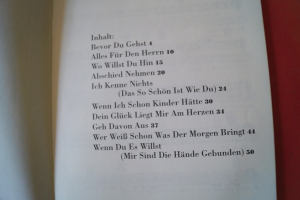 Inhalt:
Bevor Du Gehst 4
Alles Für Den Herrn 10
Wo Willst Du Hin 15
Abschied Nehmen 20
Ich Kenne Nichts
(Das So Schön Ist Wie Du) 24
Wenn Ich Schon Kinder Hätte 30
Dein Glück Liegt Mir Am Herzen 34
Geh Davon Aus 37
Wer Weiß Schon Was Der Morgen Bringt 44
Wenn Du Es Willst
(Mir Sind Die Hände Gebunden) 50